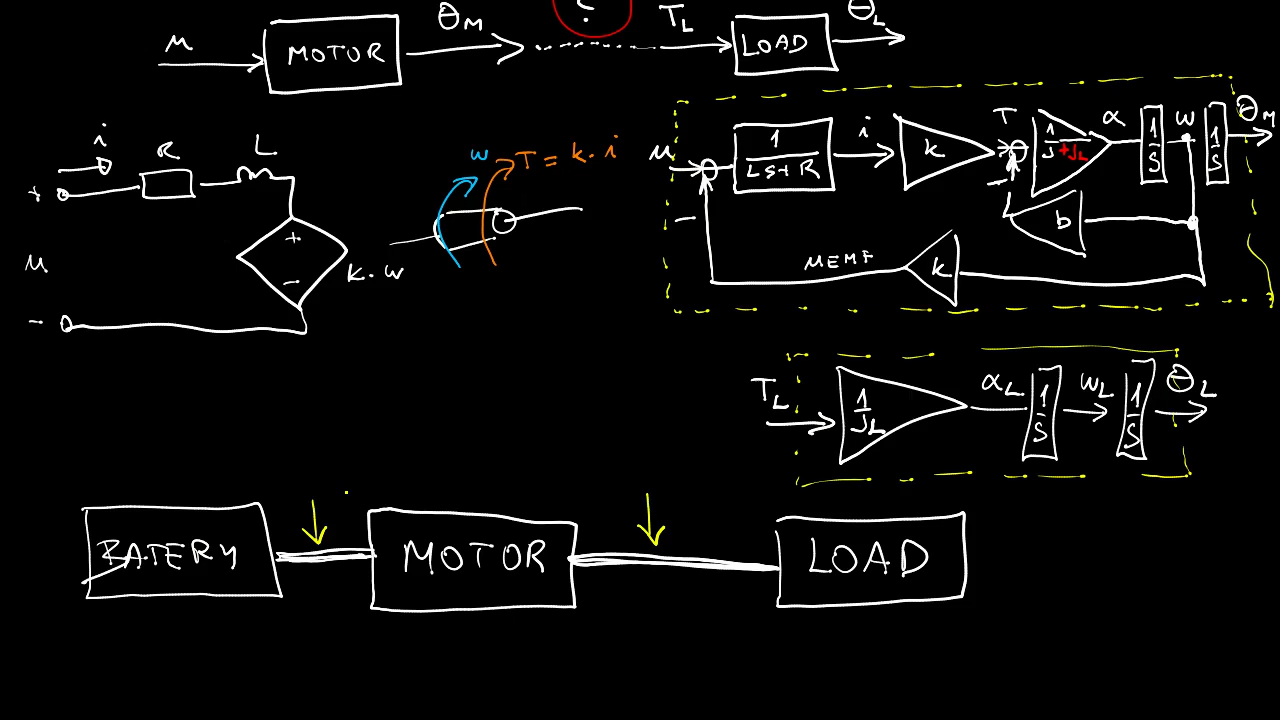 u MOTOR θM ? TL LOAD θL
i R L
+ u - + - k·w
w T = k·i
u - 1/(Ls+R) i k T - 1/J+JL α 1/s w 1/s θM
b
uEMF k
TL 1/JL αL 1/s wL 1/s θL
BATERY MOTOR LOAD